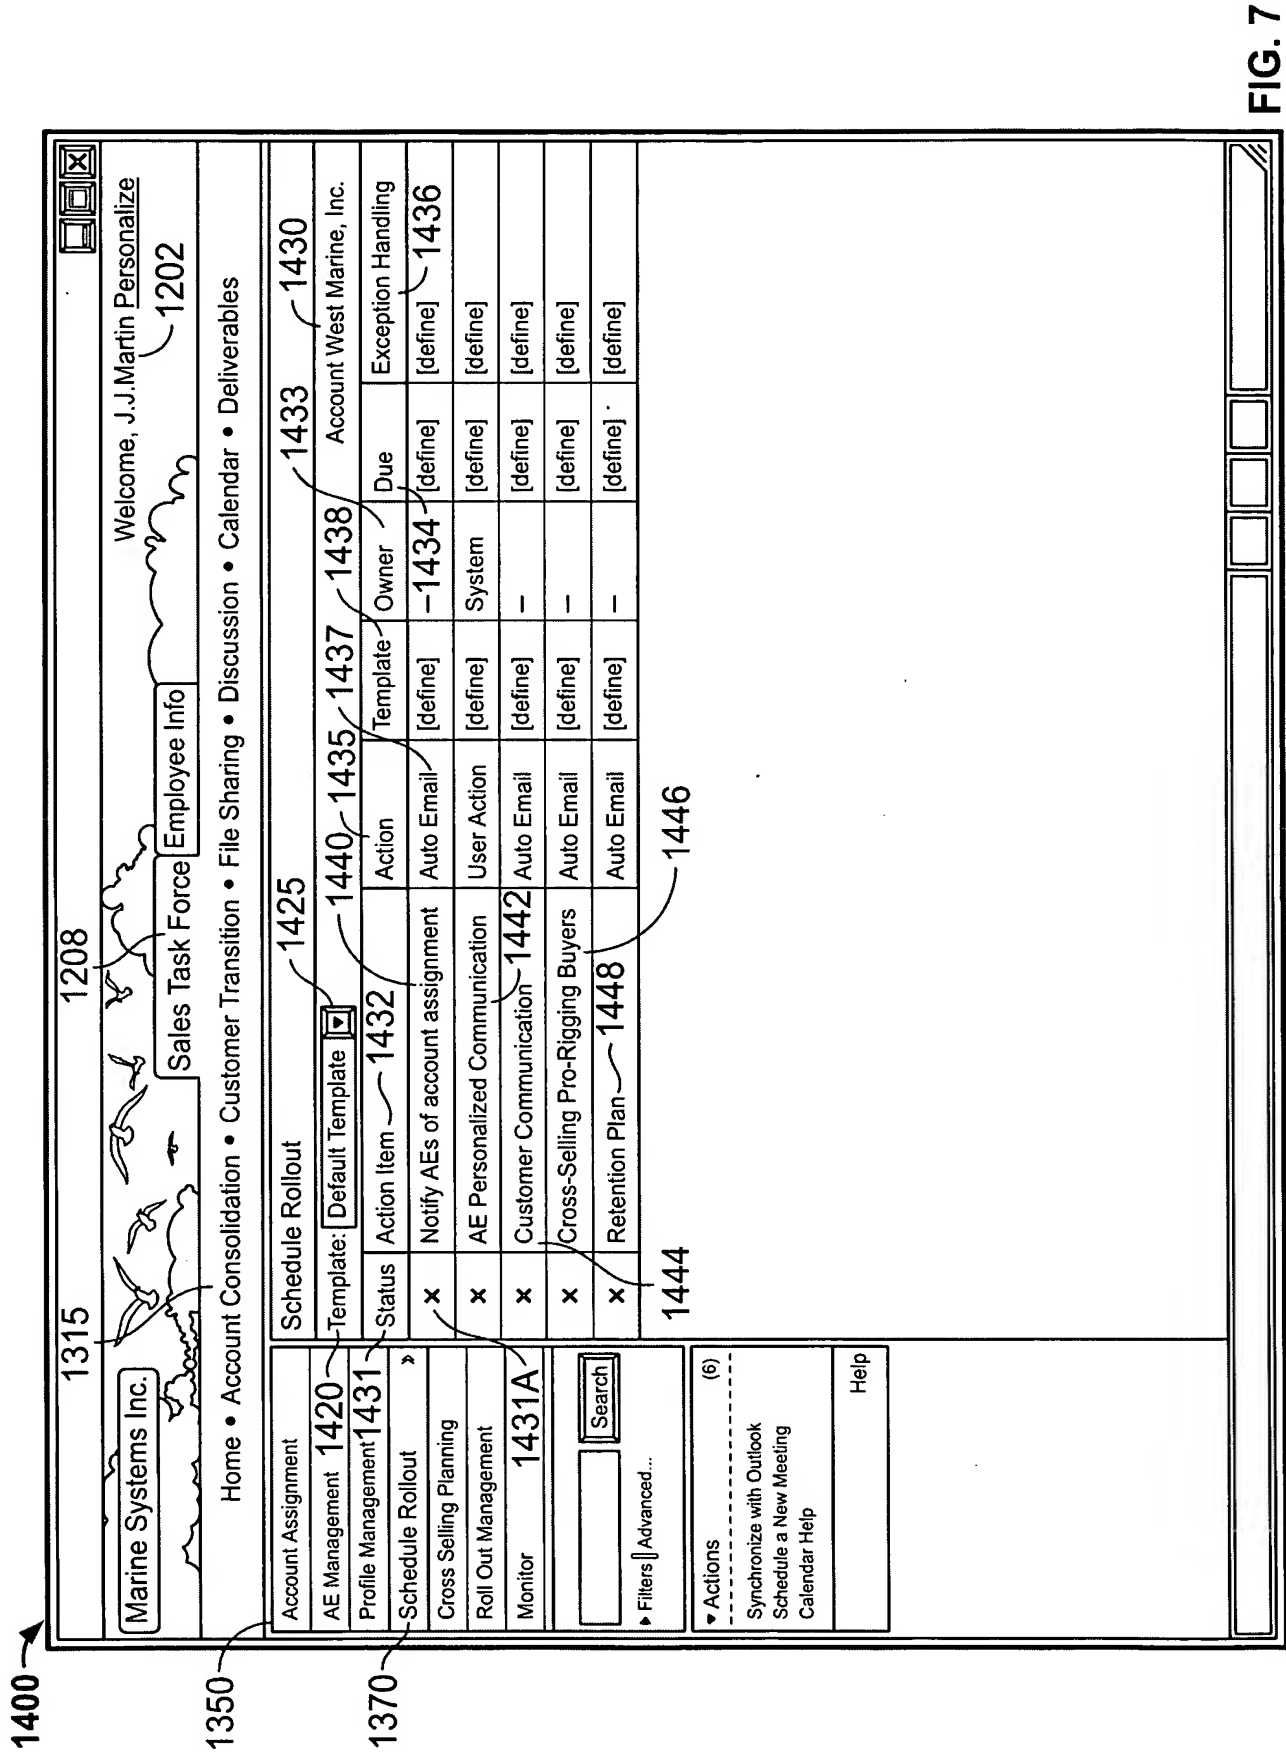 1400
1315
1208
Marine Systems Inc.
Sales Task Force
Employee Info
Welcome, J.J.Martin Personalize
1202
Home • Account Consolidation • Customer Transition • File Sharing • Discussion • Calendar • Deliverables
1350
Account Assignment
AE Management 1420
Profile Management 1431
1370
Schedule Rollout »
Cross Selling Planning
Roll Out Management
Monitor 1431A
Search
Filters || Advanced...
Actions (6)
Synchronize with Outlook
Schedule a New Meeting
Calendar Help
Help
Schedule Rollout 1425 1433 1430
Template: Default Template 1440 1435 1437 1438 Account West Marine, Inc.
Status Action Item 1432 Action Template Owner Due Exception Handling
x Notify AEs of account assignment Auto Email [define] – 1434 [define] [define] 1436
x AE Personalized Communication User Action [define] System [define] [define]
x Customer Communication 1442 Auto Email [define] – [define] [define]
x Cross-Selling Pro-Rigging Buyers Auto Email [define] – [define] [define]
x Retention Plan 1448 Auto Email [define] – [define] [define]
1444
1446
FIG. 7